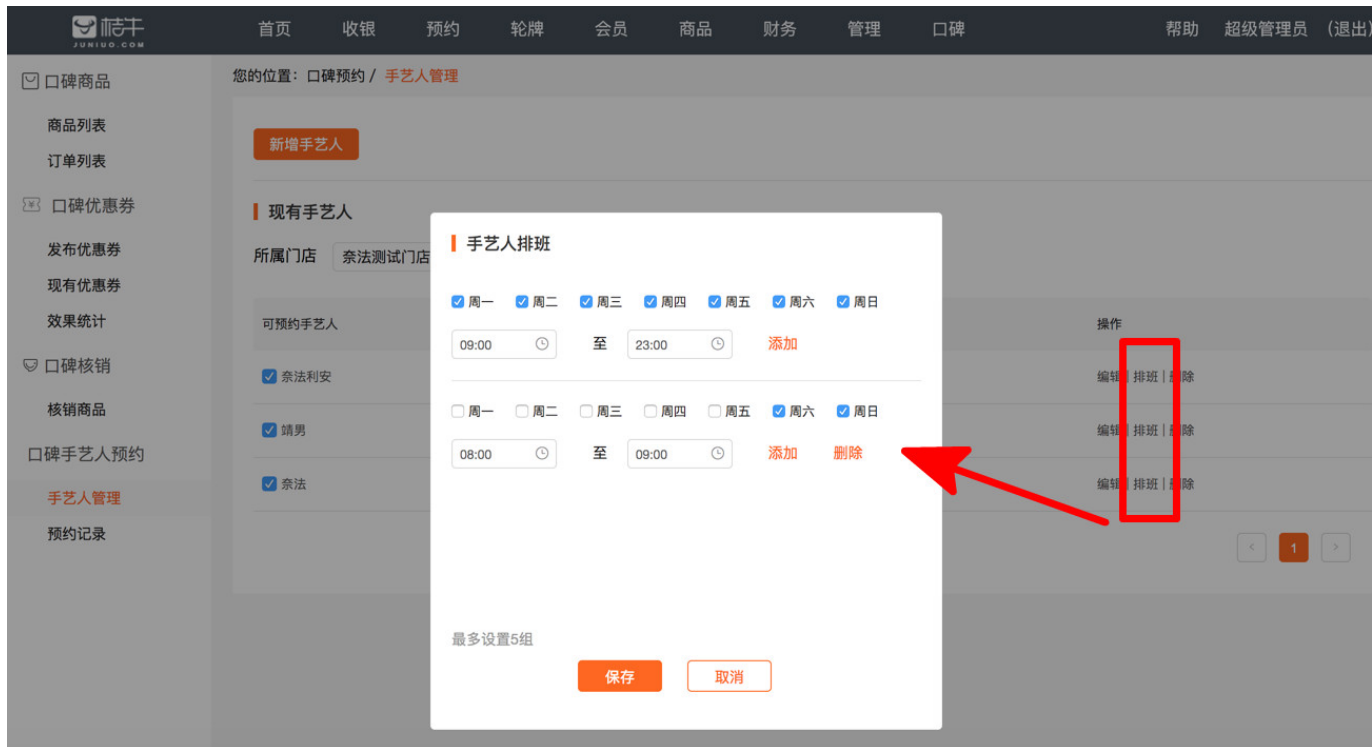 桔牛 首页 收银 预约 轮牌 会员 商品 财务 管理 口碑 帮助 超级管理员 (退出)
JUNIUO.COM
口碑商品
商品列表
订单列表
口碑优惠券
发布优惠券
现有优惠券
效果统计
口碑核销
核销商品
口碑手艺人预约
手艺人管理
预约记录
您的位置：口碑预约 / 手艺人管理
新增手艺人
现有手艺人
所属门店 奈法测试门店
可预约手艺人 操作
奈法利安 编辑 | 排班 | 删除
靖男 编辑 | 排班 | 删除
奈法 编辑 | 排班 | 删除
< 1 >
手艺人排班
周一 周二 周三 周四 周五 周六 周日
09:00 至 23:00 添加
周一 周二 周三 周四 周五 周六 周日
08:00 至 09:00 添加 删除
最多设置5组
保存 取消